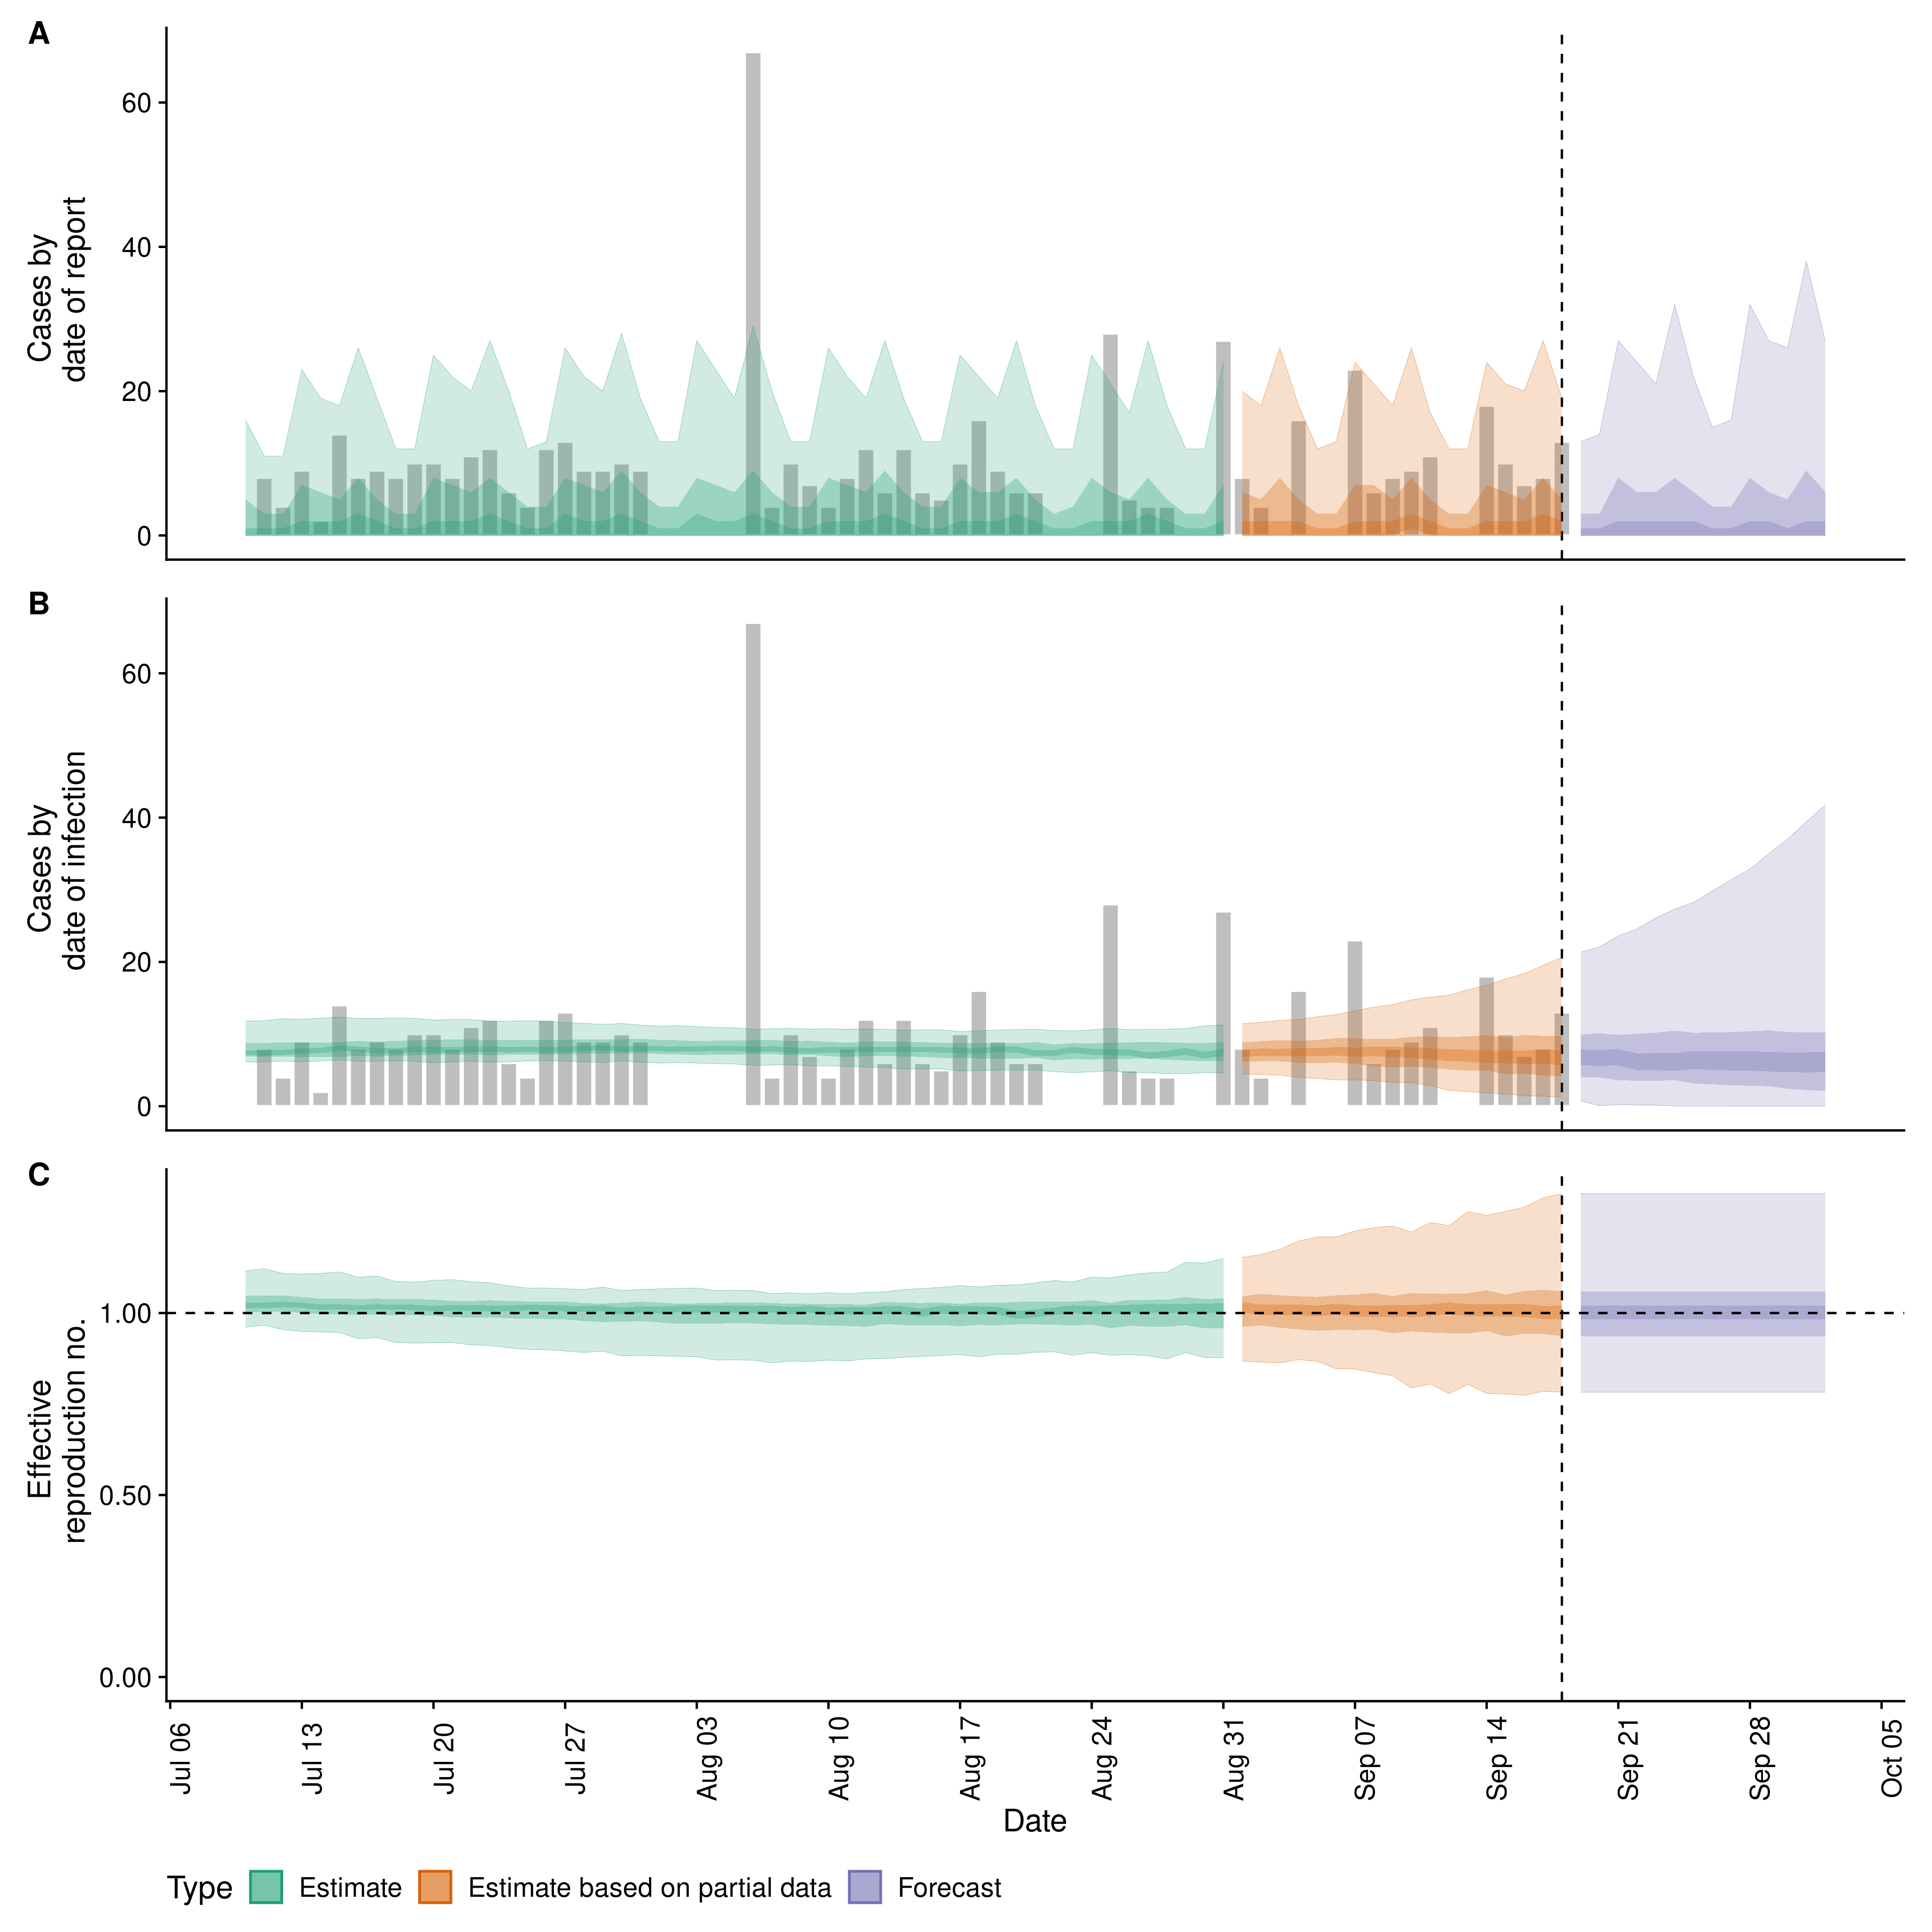 A
Cases by
date of report
60
40
20
0
B
Cases by
date of infection
60
40
20
0
C
Effective
reproduction no.
1.00
0.50
0.00
Jul 06
Jul 13
Jul 20
Jul 27
Aug 03
Aug 10
Aug 17
Aug 24
Aug 31
Sep 07
Sep 14
Sep 21
Sep 28
Oct 05
Date
Type Estimate Estimate based on partial data Forecast